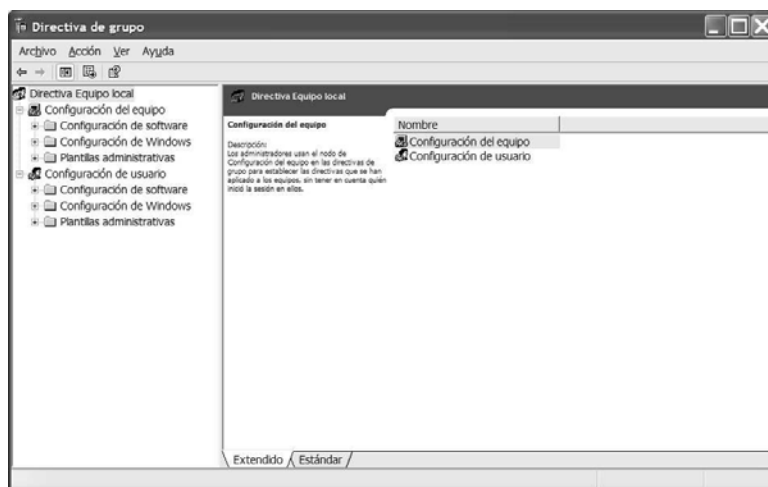 Directiva de grupo
Archivo Acción Ver Ayuda
Directiva Equipo local
Configuración del equipo
Configuración de software
Configuración de Windows
Plantillas administrativas
Configuración de usuario
Configuración de software
Configuración de Windows
Plantillas administrativas
Directiva Equipo local
Configuración del equipo
Descripción:
Los administradores usan el nodo de
Configuración del equipo en las directivas de
grupo para establecer las directivas que se han
aplicado a los equipos, sin tener en cuenta quién
inició la sesión en ellos.
Nombre
Configuración del equipo
Configuración de usuario
Extendido Estándar